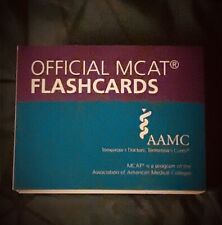 OFFICIAL MCAT®
FLASHCARDS
AAMC
Tomorrow's Doctors, Tomorrow's Cures®
MCAT® is a program of the
Association of American Medical Colleges